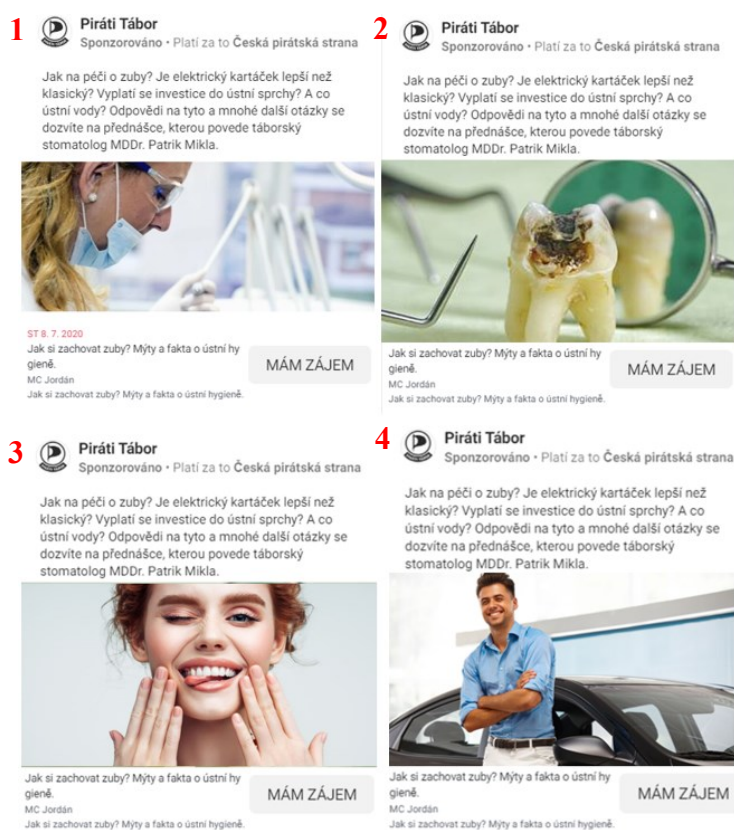 1
Piráti Tábor
Sponzorováno • Platí za to Česká pirátská strana
Jak na péči o zuby? Je elektrický kartáček lepší než
klasický? Vyplatí se investice do ústní sprchy? A co
ústní vody? Odpovědi na tyto a mnohé další otázky se
dozvíte na přednášce, kterou povede táborský
stomatolog MDDr. Patrik Mikla.
ST 8. 7. 2020
Jak si zachovat zuby? Mýty a fakta o ústní hy
gieně.
MC Jordán
Jak si zachovat zuby? Mýty a fakta o ústní hygieně.
MÁM ZÁJEM
2
Piráti Tábor
Sponzorováno • Platí za to Česká pirátská strana
Jak na péči o zuby? Je elektrický kartáček lepší než
klasický? Vyplatí se investice do ústní sprchy? A co
ústní vody? Odpovědi na tyto a mnohé další otázky se
dozvíte na přednášce, kterou povede táborský
stomatolog MDDr. Patrik Mikla.
Jak si zachovat zuby? Mýty a fakta o ústní hy
gieně.
MC Jordán
Jak si zachovat zuby? Mýty a fakta o ústní hygieně.
MÁM ZÁJEM
3
Piráti Tábor
Sponzorováno • Platí za to Česká pirátská strana
Jak na péči o zuby? Je elektrický kartáček lepší než
klasický? Vyplatí se investice do ústní sprchy? A co
ústní vody? Odpovědi na tyto a mnohé další otázky se
dozvíte na přednášce, kterou povede táborský
stomatolog MDDr. Patrik Mikla.
Jak si zachovat zuby? Mýty a fakta o ústní hy
gieně.
MC Jordán
Jak si zachovat zuby? Mýty a fakta o ústní hygieně.
MÁM ZÁJEM
4
Piráti Tábor
Sponzorováno • Platí za to Česká pirátská strana
Jak na péči o zuby? Je elektrický kartáček lepší než
klasický? Vyplatí se investice do ústní sprchy? A co
ústní vody? Odpovědi na tyto a mnohé další otázky se
dozvíte na přednášce, kterou povede táborský
stomatolog MDDr. Patrik Mikla.
Jak si zachovat zuby? Mýty a fakta o ústní hy
gieně.
MC Jordán
Jak si zachovat zuby? Mýty a fakta o ústní hygieně.
MÁM ZÁJEM